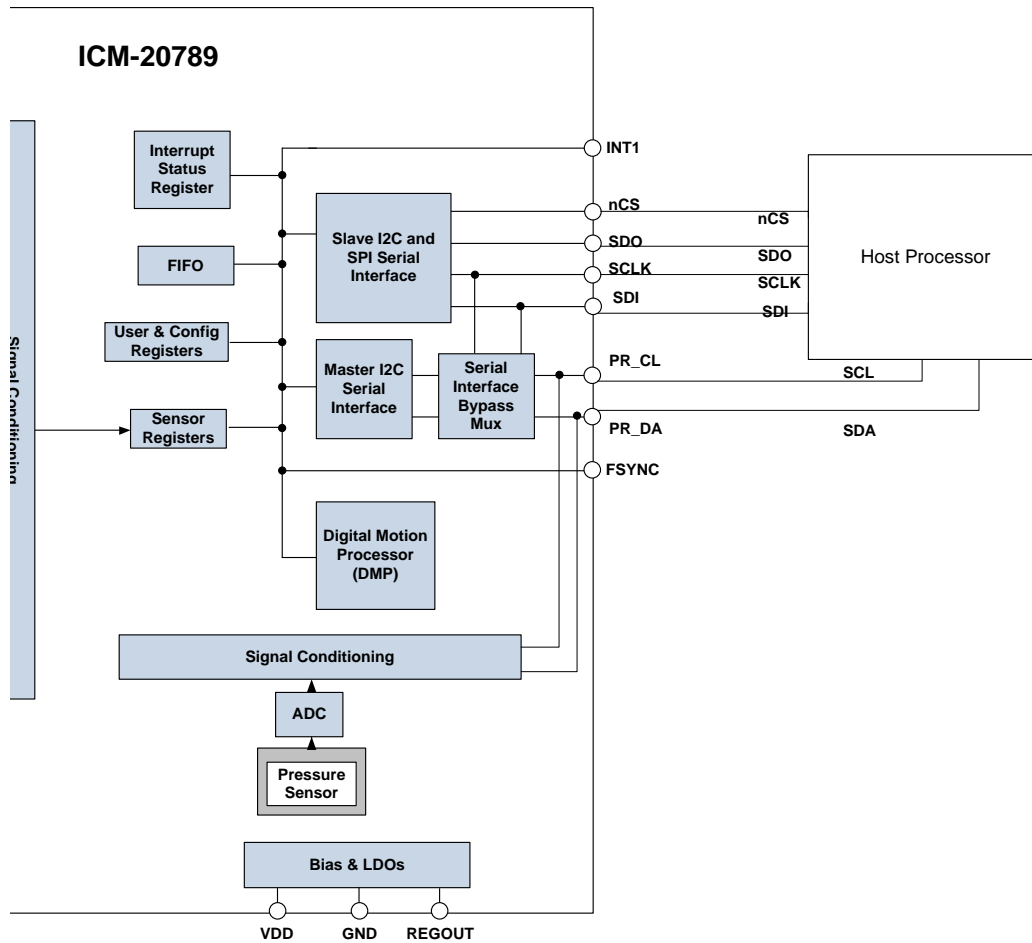 ICM-20789
Interrupt
Status
Register
FIFO
User & Config
Registers
Sensor
Registers
Signal Conditioning
Slave I2C and
SPI Serial
Interface
Master I2C
Serial
Interface
Serial
Interface
Bypass
Mux
Digital Motion
Processor
(DMP)
INT1
nCS
SDO
SCLK
SDI
PR_CL
PR_DA
FSYNC
nCS
SDO
SCLK
SDI
SCL
SDA
Host Processor
Signal Conditioning
ADC
Pressure
Sensor
Bias & LDOs
VDD
GND
REGOUT